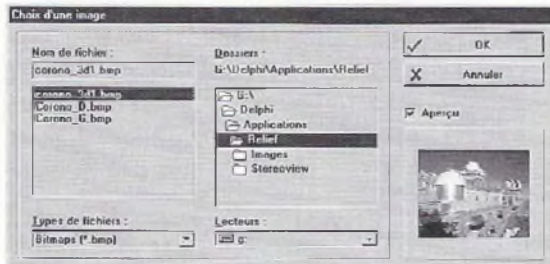 Choix d'une image
Nom de fichier :
corono_3d1.bmp
corono_3d1.bmp
Corono_D.bmp
Corono_G.bmp
Types de fichiers :
Bitmaps (*.bmp)
Dossiers :
G:\Delphi\Applications\Relief
G:\
Delphi
Applications
Relief
Images
Stereoview
Lecteurs :
g:
OK
Annuler
Aperçu